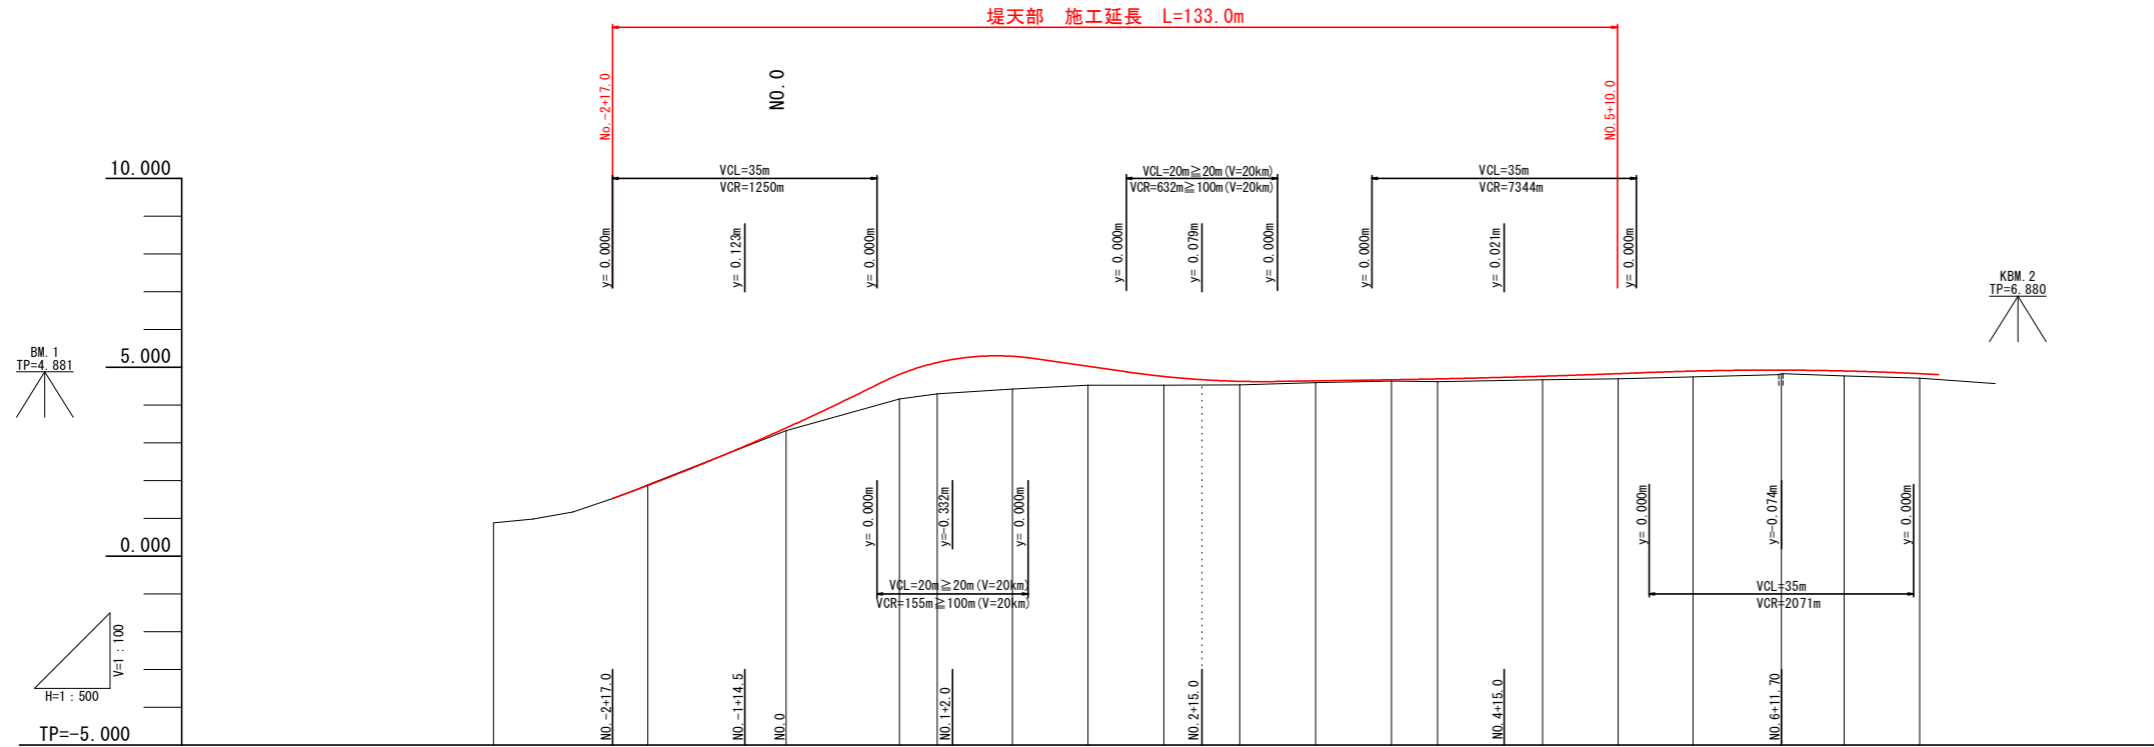 堤天部　施工延長　L=133.0m
No.-2+17.0
NO.0
NO.5+10.0
VCL=35m
VCR=1250m
VCL=20m≧20m(V=20km)
VCR=632m≧100m(V=20km)
VCL=35m
VCR=7344m
y= 0.000m
y= 0.123m
y= 0.000m
y= 0.000m
y= 0.079m
y= 0.000m
y= 0.000m
y= 0.021m
y= 0.000m
10.000
5.000
0.000
TP=-5.000
BM.1
TP=4.881
KBM.2
TP=6.880
y= 0.000m
y=-0.332m
y= 0.000m
VCL=20m≧20m(V=20km)
VCR=155m≧100m(V=20km)
y= 0.000m
y=-0.074m
y= 0.000m
VCL=35m
VCR=2071m
V=1 : 100
H=1 : 500
NO.-2+17.0
NO.-1+14.5
NO.0
NO.1+2.0
NO.2+15.0
NO.4+15.0
NO.6+11.70